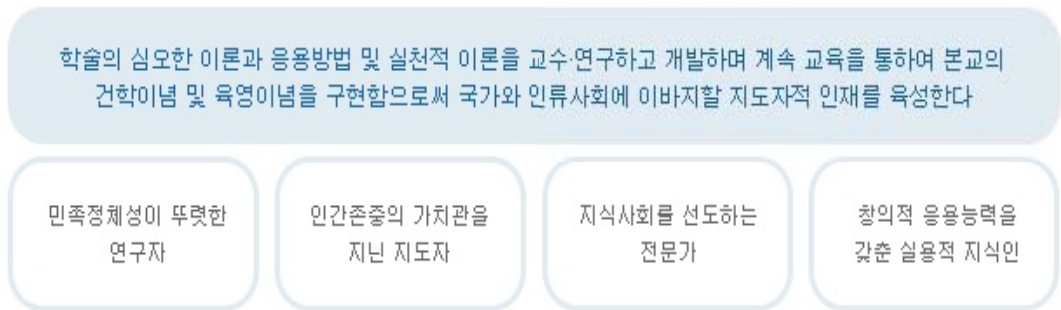 학술의 심오한 이론과 응용방법 및 실천적 이론을 교수·연구하고 개발하며 계속 교육을 통하여 본교의
건학이념 및 육영이념을 구현함으로써 국가와 인류사회에 이바지할 지도자적 인재를 육성한다
민족정체성이 뚜렷한
연구자
인간존중의 가치관을
지닌 지도자
지식사회를 선도하는
전문가
창의적 응용능력을
갖춘 실용적 지식인